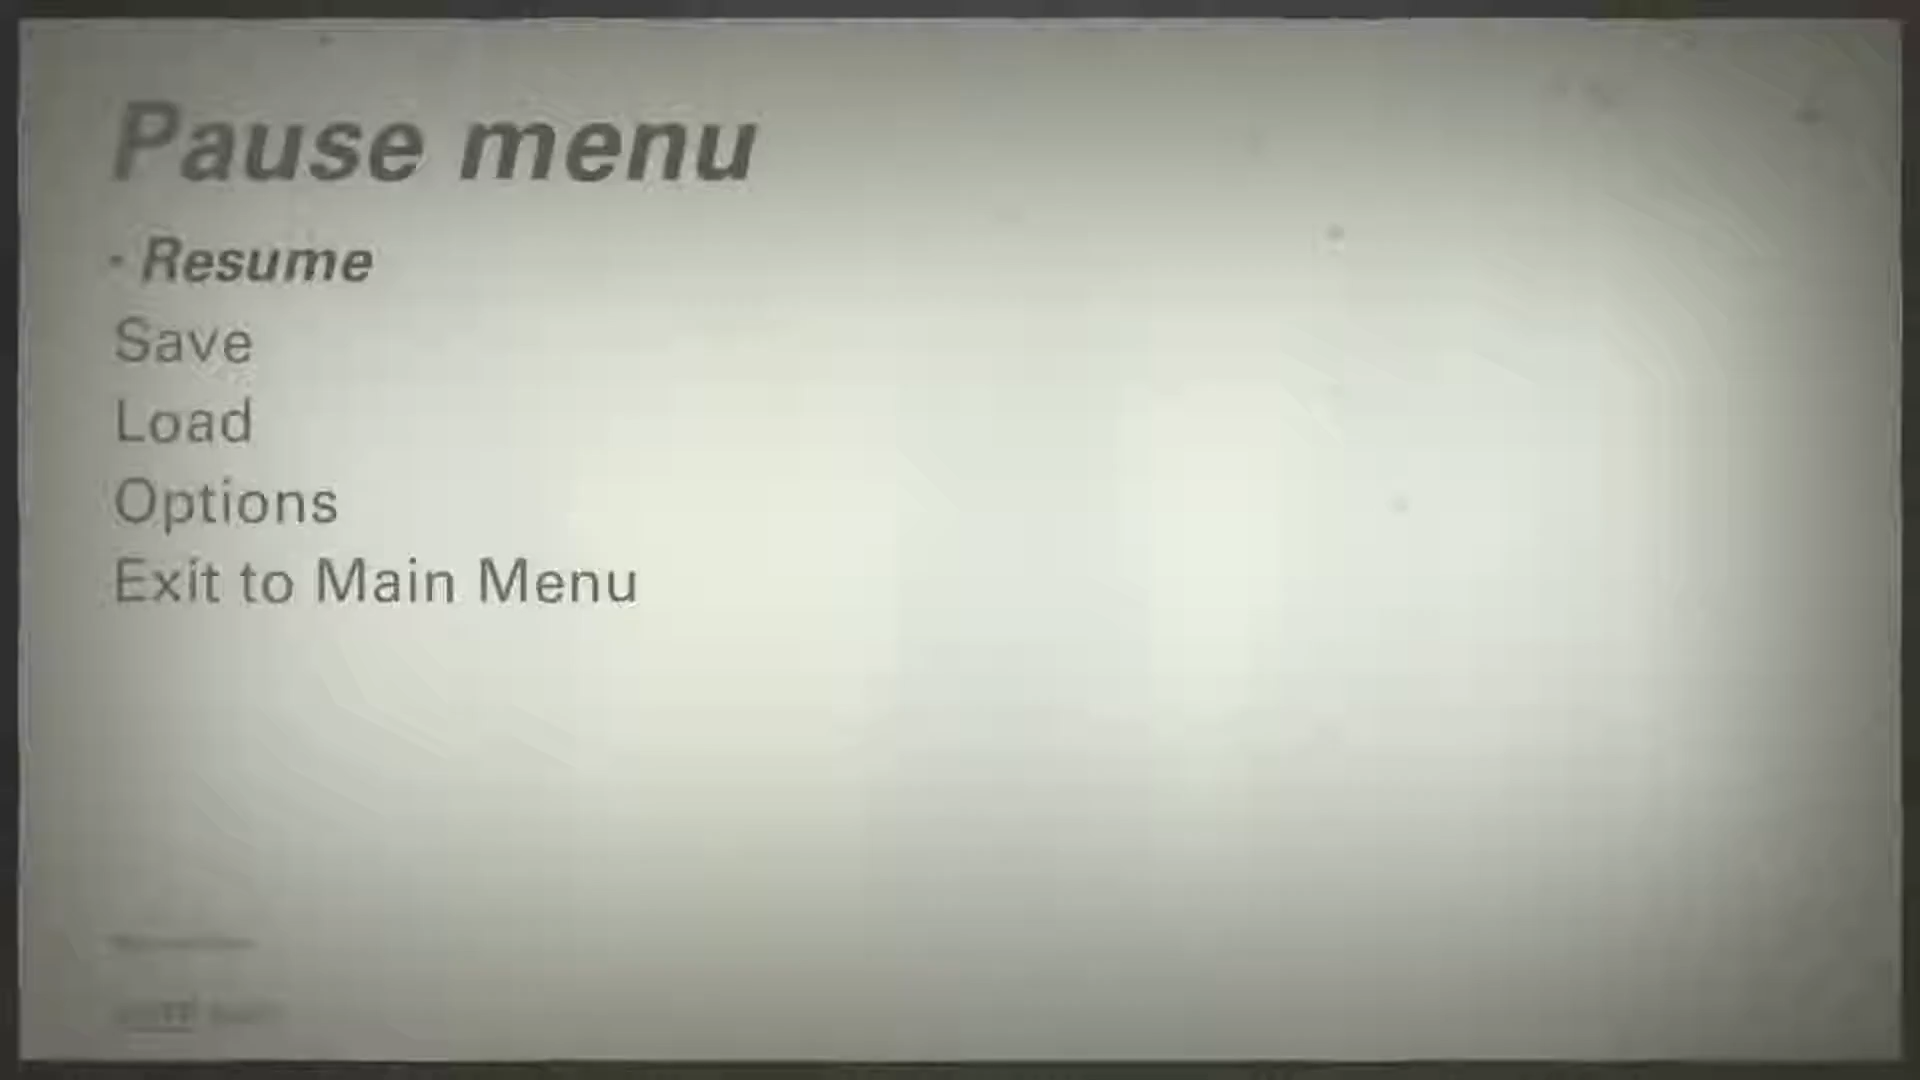 Pause menu
- Resume
Save
Load
Options
Exit to Main Menu